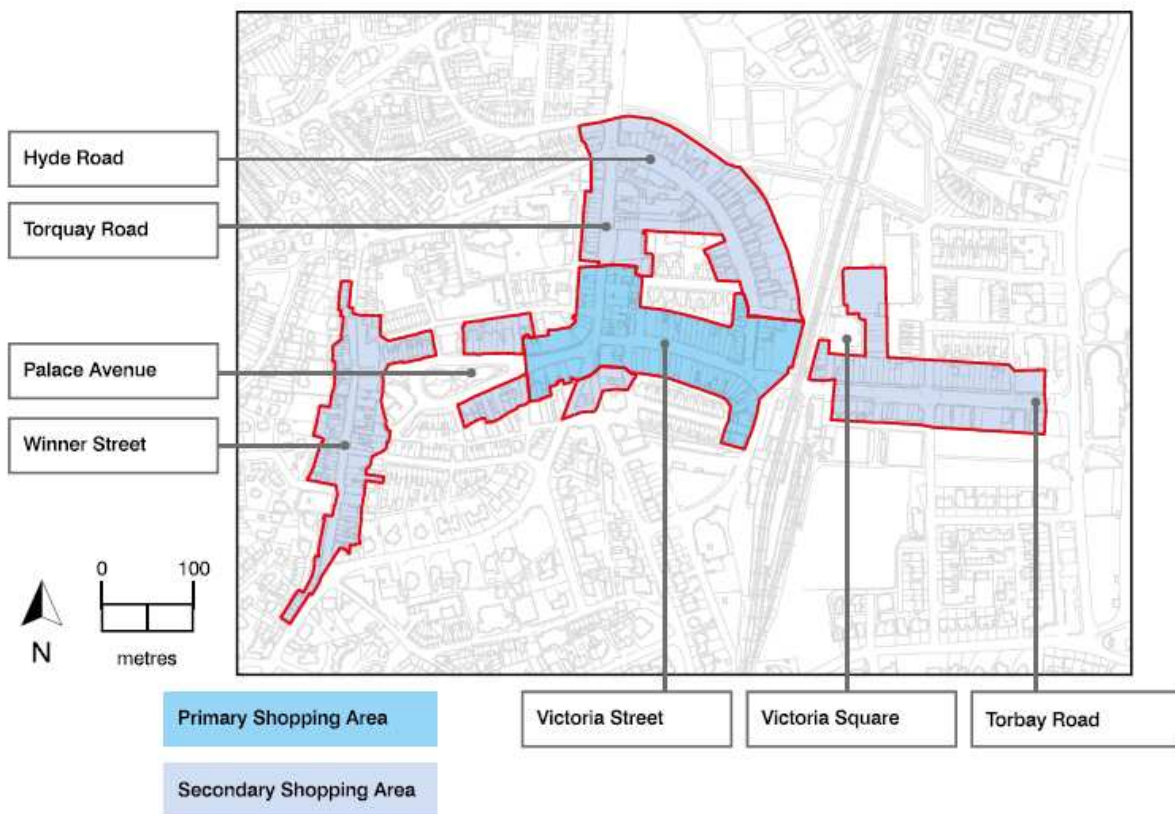 Hyde Road
Torquay Road
Palace Avenue
Winner Street
0 100
N
metres
Primary Shopping Area
Secondary Shopping Area
Victoria Street
Victoria Square
Torbay Road